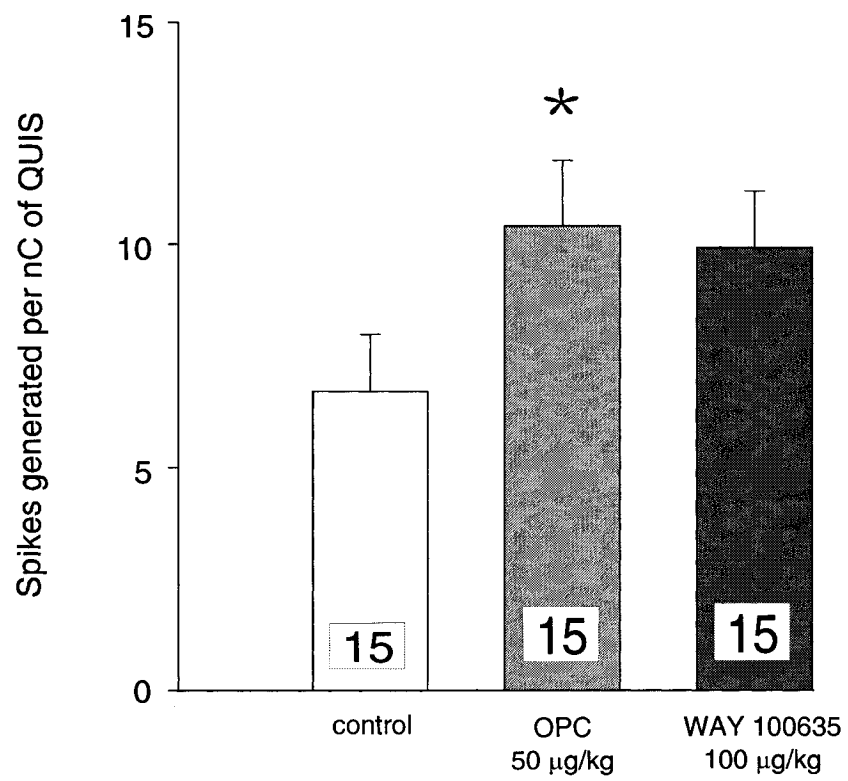 15
*
10
5
0
Spikes generated per nC of QUIS
15
15
15
control
OPC
50 μg/kg
WAY 100635
100 μg/kg